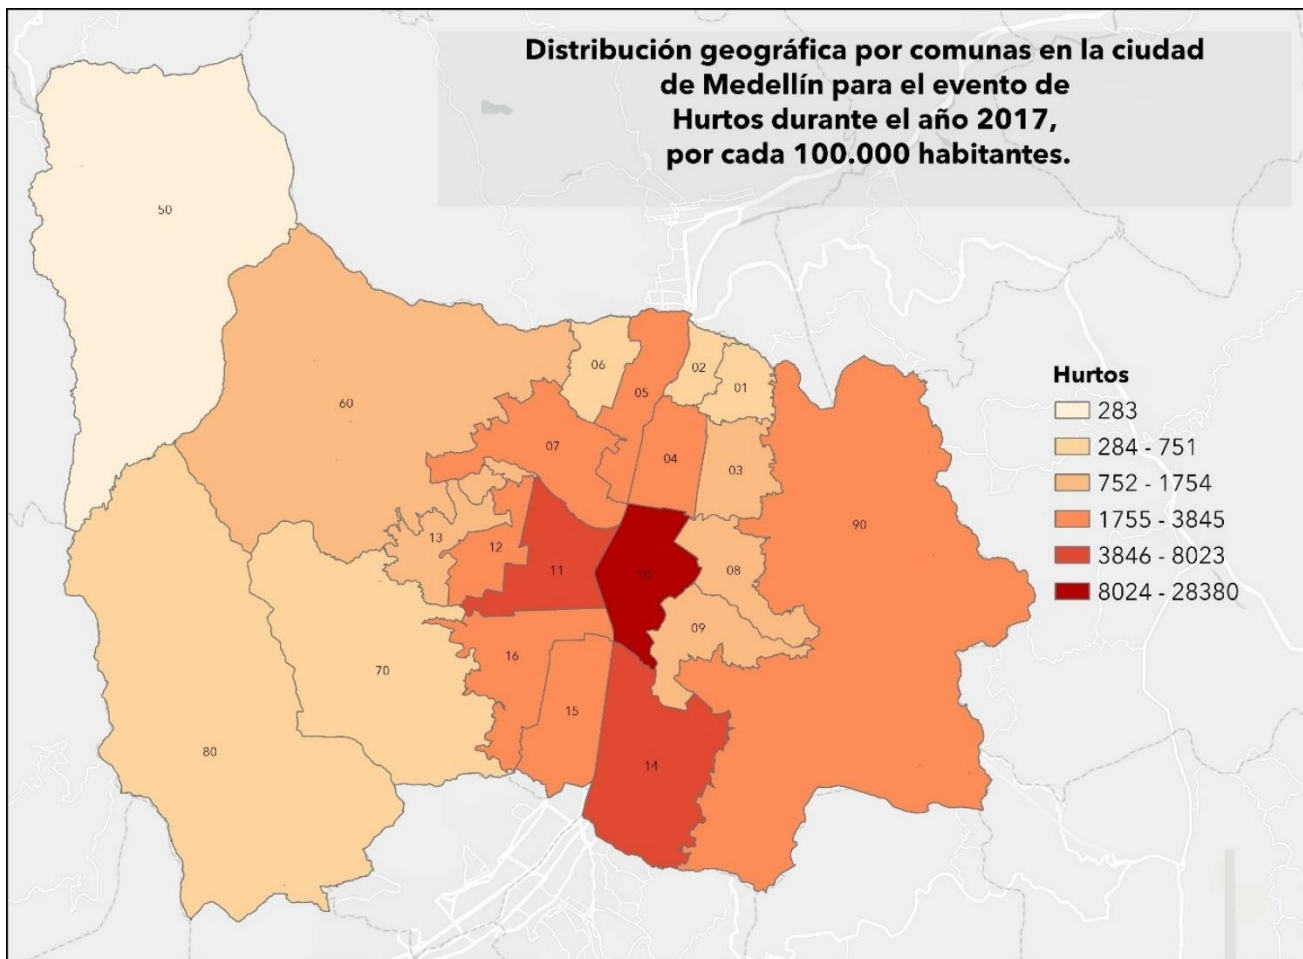 Distribución geográfica por comunas en la ciudad
de Medellín para el evento de
Hurtos durante el año 2017,
por cada 100.000 habitantes.
50
60
06
02
01
05
07
04
03
90
13
12
11
10
08
09
16
70
15
80
14
Hurtos
283
284 - 751
752 - 1754
1755 - 3845
3846 - 8023
8024 - 28380